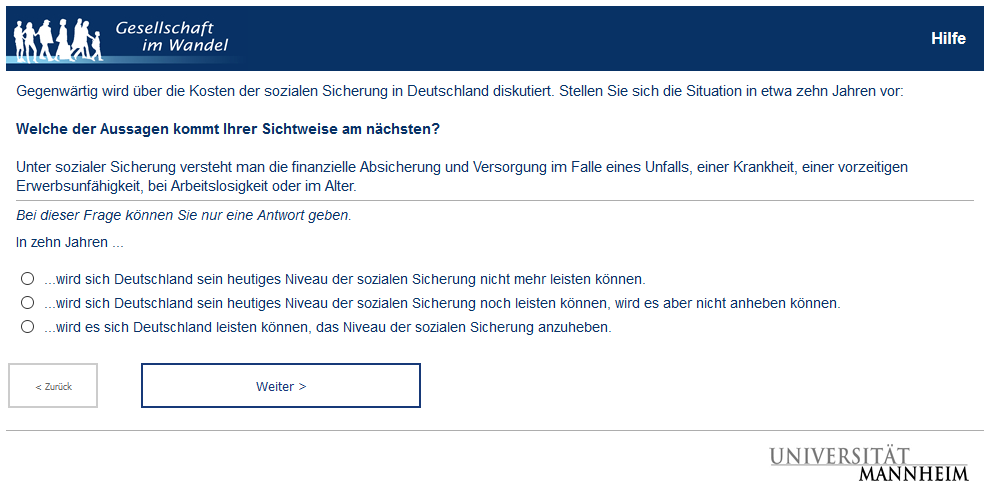 Gesellschaft
im Wandel
Hilfe
Gegenwärtig wird über die Kosten der sozialen Sicherung in Deutschland diskutiert. Stellen Sie sich die Situation in etwa zehn Jahren vor:
Welche der Aussagen kommt Ihrer Sichtweise am nächsten?
Unter sozialer Sicherung versteht man die finanzielle Absicherung und Versorgung im Falle eines Unfalls, einer Krankheit, einer vorzeitigen
Erwerbsunfähigkeit, bei Arbeitslosigkeit oder im Alter.
Bei dieser Frage können Sie nur eine Antwort geben.
In zehn Jahren ...
...wird sich Deutschland sein heutiges Niveau der sozialen Sicherung nicht mehr leisten können.
...wird sich Deutschland sein heutiges Niveau der sozialen Sicherung noch leisten können, wird es aber nicht anheben können.
...wird es sich Deutschland leisten können, das Niveau der sozialen Sicherung anzuheben.
< Zurück
Weiter >
UNIVERSITÄT
MANNHEIM